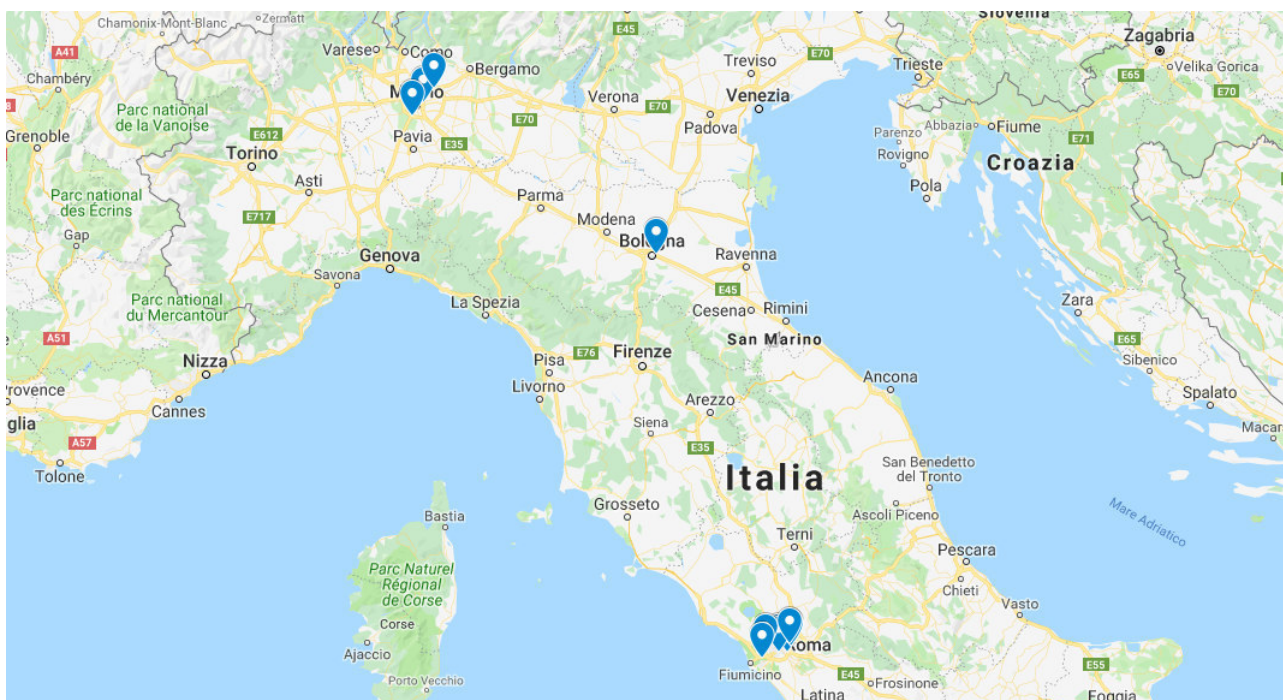 Zermatt
Chamonix-Mont-Blanc
Slovenia
E45
E70
Zagabria
Varese
Como
A41
Treviso
Trieste
Velika Gorica
Bergamo
E65
Chambéry
Verona
E70
Venezia
E70
Parc national
de la Vanoise
E70
Padova
Parenzo
Abbazia
Fiume
E71
Grenoble
E612
Pavia
E35
Rovigno
Torino
Croazia
Asti
Pola
Parc national
des Écrins
Parma
E717
Modena
Gap
Bologna
Genova
Ravenna
Savona
E45
Parc national
du Mercantour
La Spezia
Cesena
Rimini
Zara
A51
San Marino
E65
Nizza
Pisa
E76
Firenze
Sibenico
Provence
Livorno
Ancona
Cannes
Arezzo
Spalato
glia
Siena
Macar
A57
E35
Tolone
Italia
San Benedetto
del Tronto
Grosseto
Ascoli Piceno
Mare Adriatico
Bastia
Terni
Pescara
Parc Naturel
Régional
de Corse
Chieti
Vasto
Corse
Roma
Ajaccio
Fiumicino
E55
Porto Vecchio
E45
Frosinone
Latina
Foggia